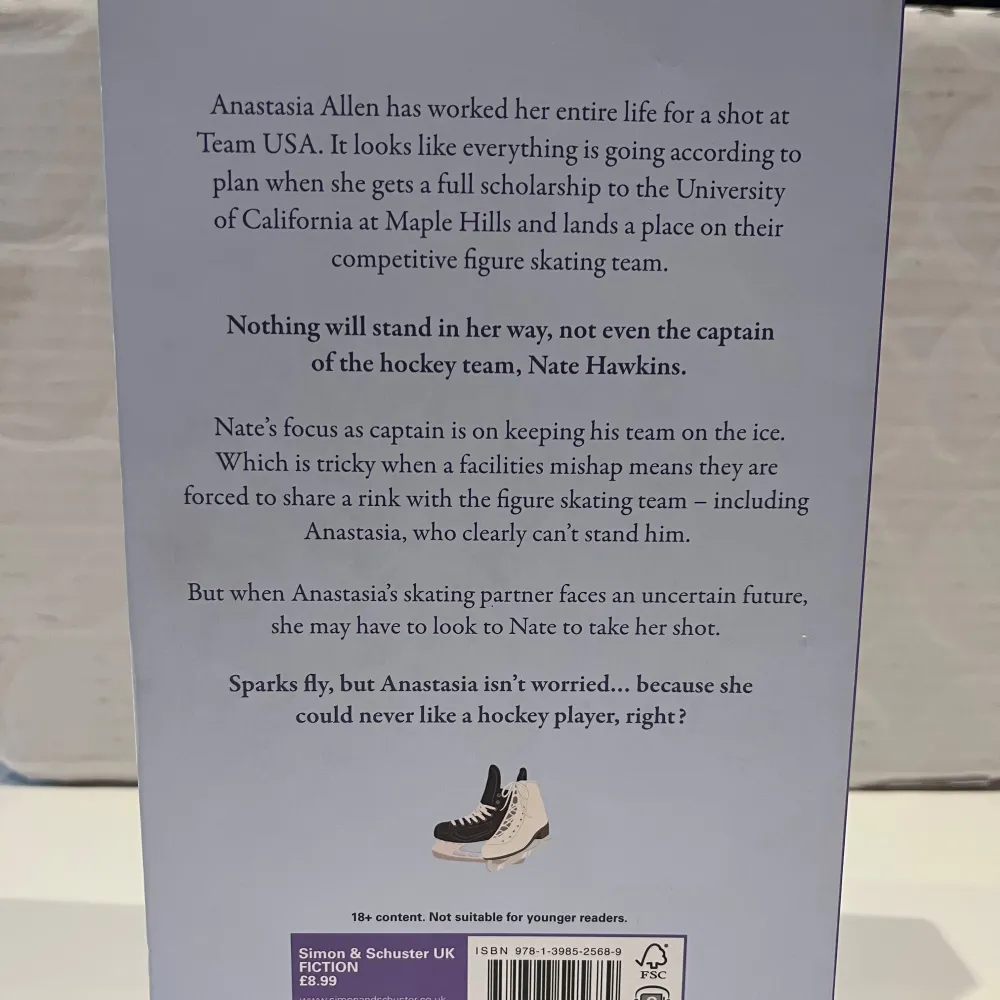 Anastasia Allen has worked her entire life for a shot at
Team USA. It looks like everything is going according to
plan when she gets a full scholarship to the University
of California at Maple Hills and lands a place on their
competitive figure skating team.
Nothing will stand in her way, not even the captain
of the hockey team, Nate Hawkins.
Nate's focus as captain is on keeping his team on the ice.
Which is tricky when a facilities mishap means they are
forced to share a rink with the figure skating team – including
Anastasia, who clearly can't stand him.
But when Anastasia's skating partner faces an uncertain future,
she may have to look to Nate to take her shot.
Sparks fly, but Anastasia isn't worried... because she
could never like a hockey player, right?
18+ content. Not suitable for younger readers.
Simon & Schuster UK
FICTION
£8.99
ISBN 978-1-3985-2568-9
FSC